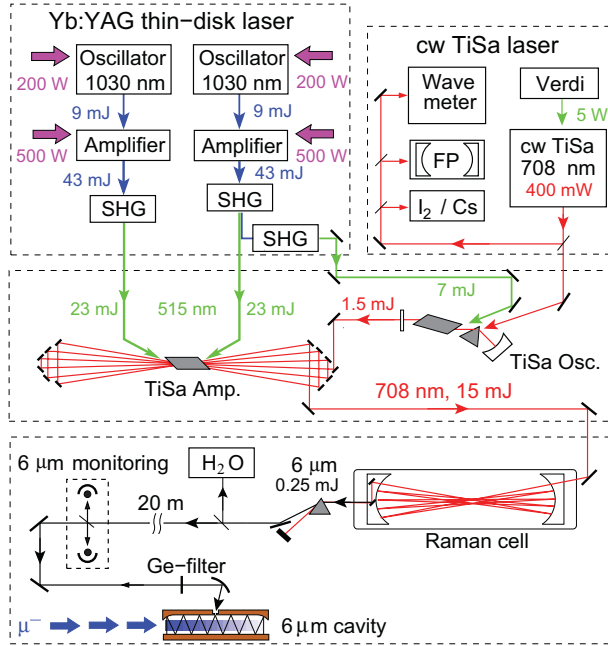 Yb:YAG thin−disk laser
Oscillator
1030 nm
200 W
Oscillator
1030 nm
200 W
9 mJ
9 mJ
500 W
Amplifier
Amplifier
500 W
43 mJ
43 mJ
SHG
SHG
SHG
cw TiSa laser
Wave
meter
Verdi
5 W
FP
cw TiSa
708 nm
400 mW
I2 / Cs
23 mJ
515 nm
23 mJ
7 mJ
1.5 mJ
TiSa Osc.
TiSa Amp.
708 nm, 15 mJ
6 μm monitoring
H2O
6 μm
0.25 mJ
20 m
Raman cell
Ge−filter
μ−
6 μm cavity